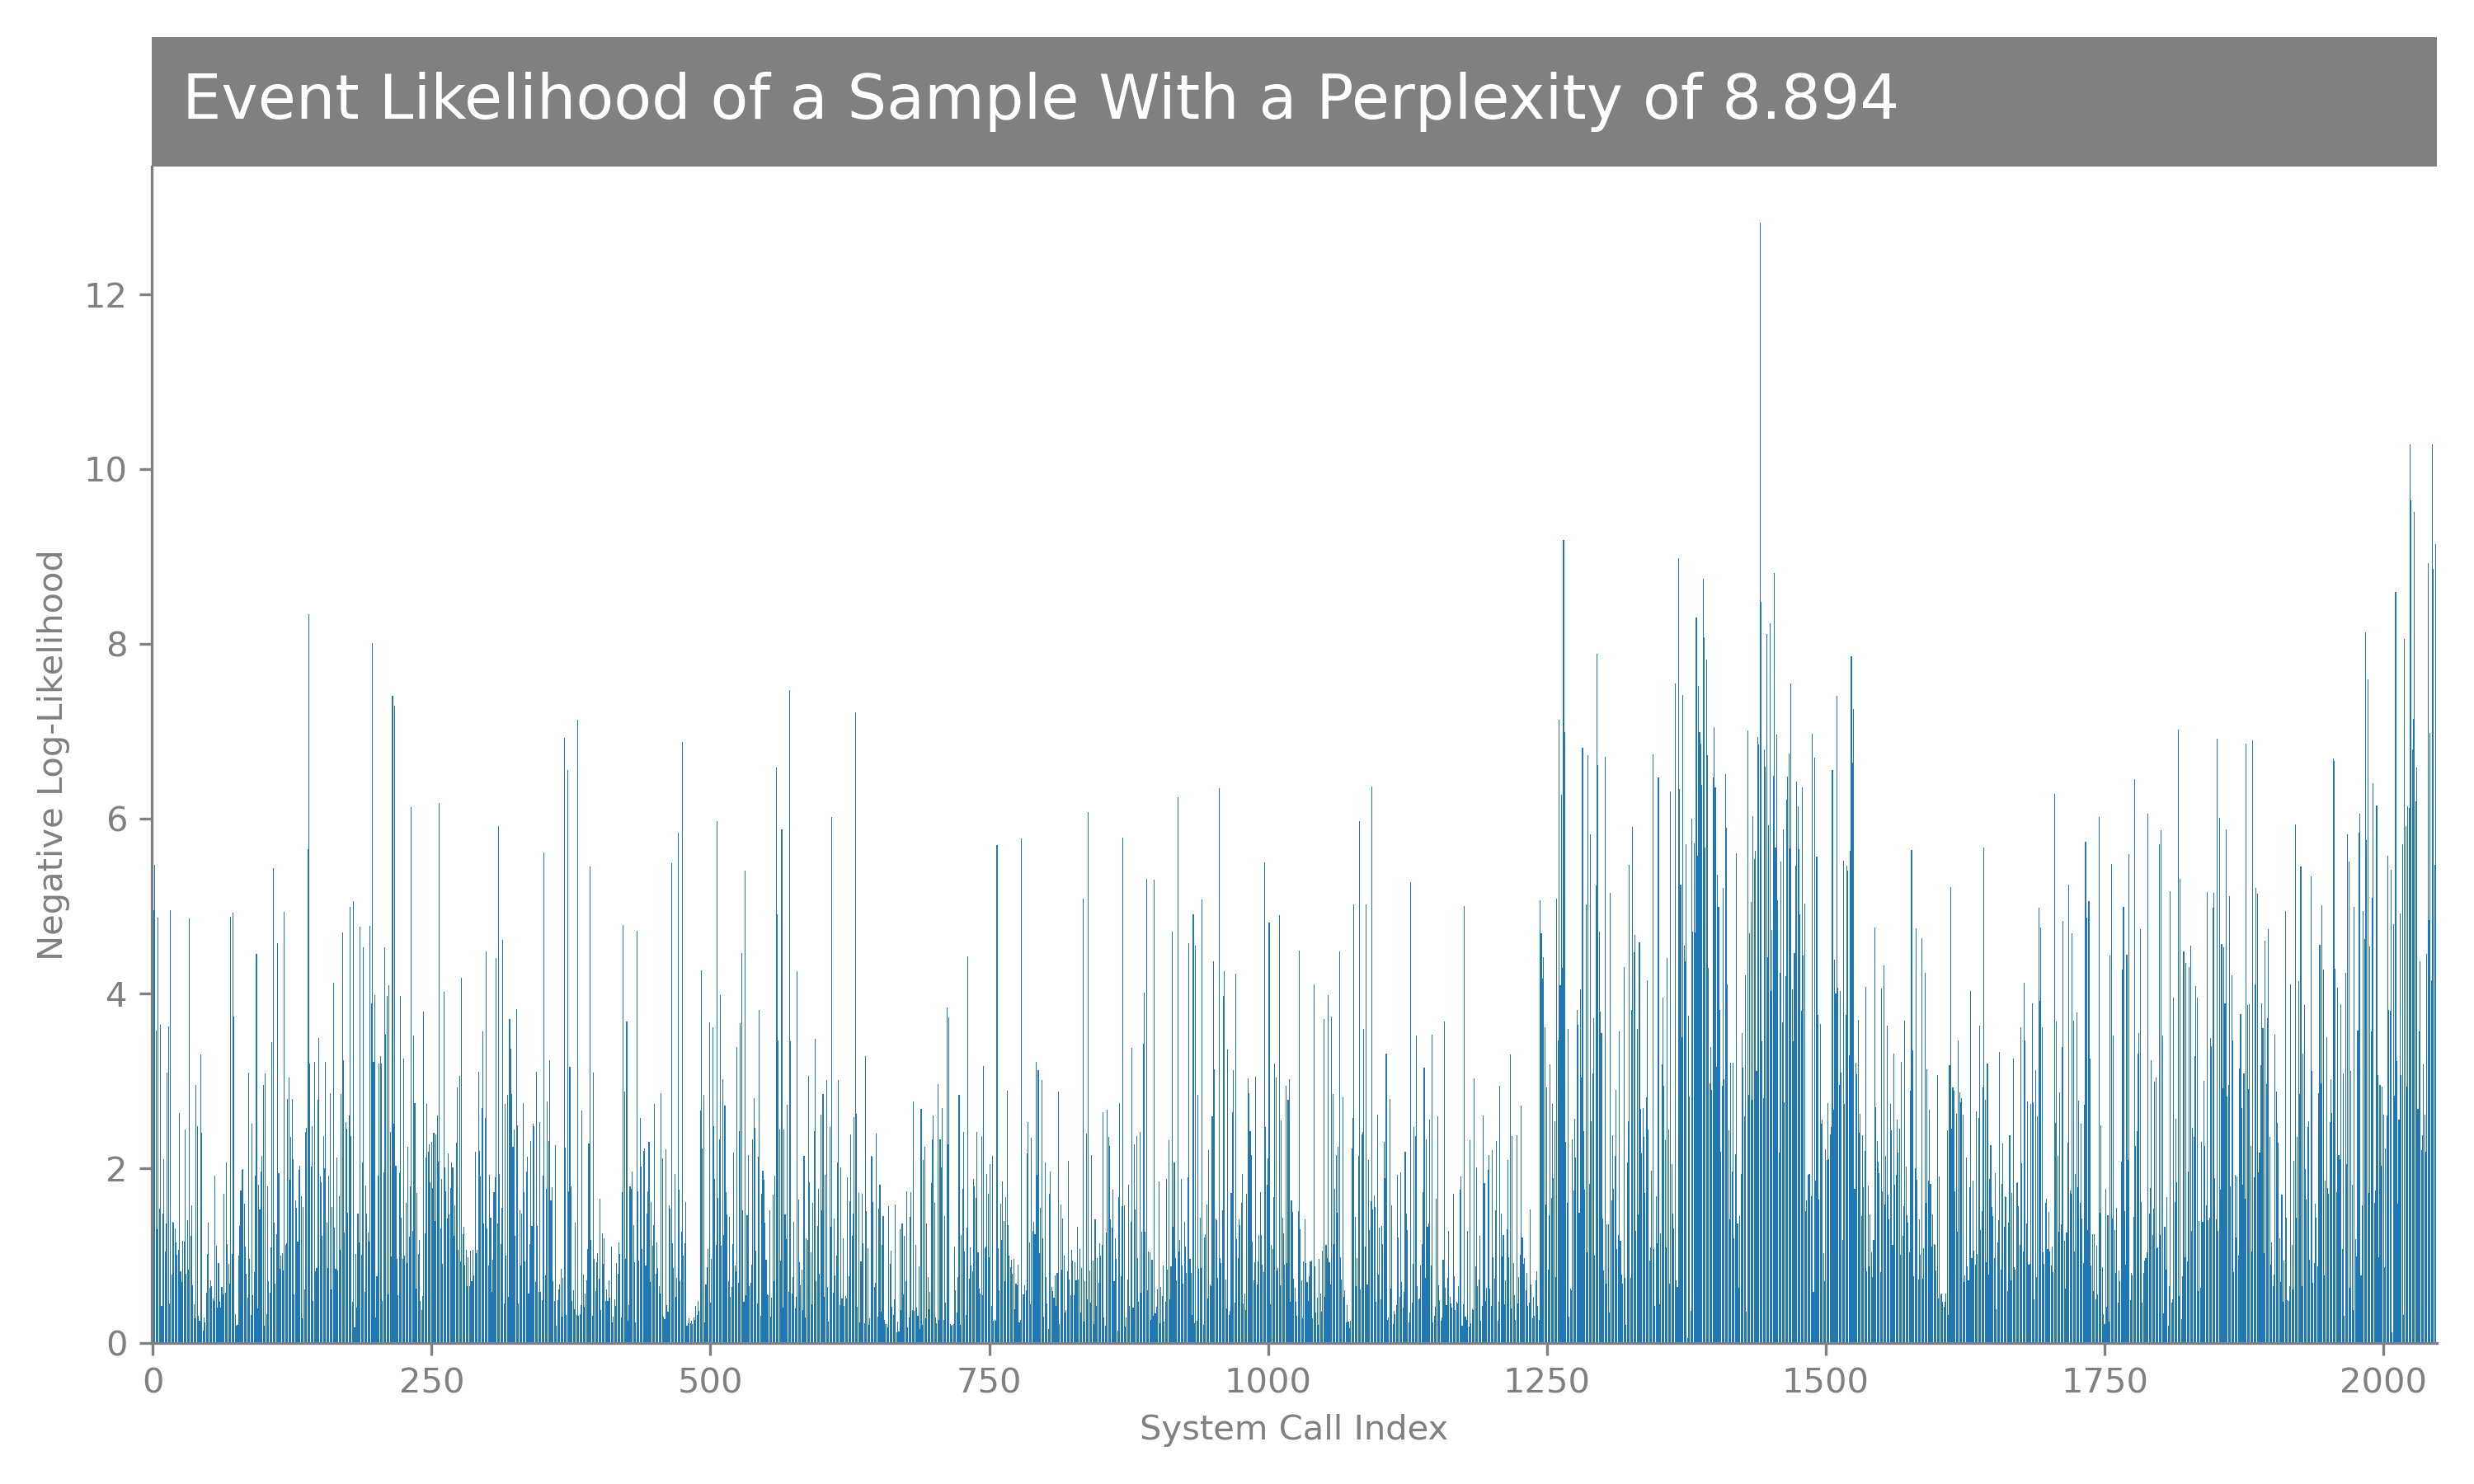 Event Likelihood of a Sample With a Perplexity of 8.894
12
10
8
6
4
2
0
Negative Log-Likelihood
0 250 500 750 1000 1250 1500 1750 2000
System Call Index